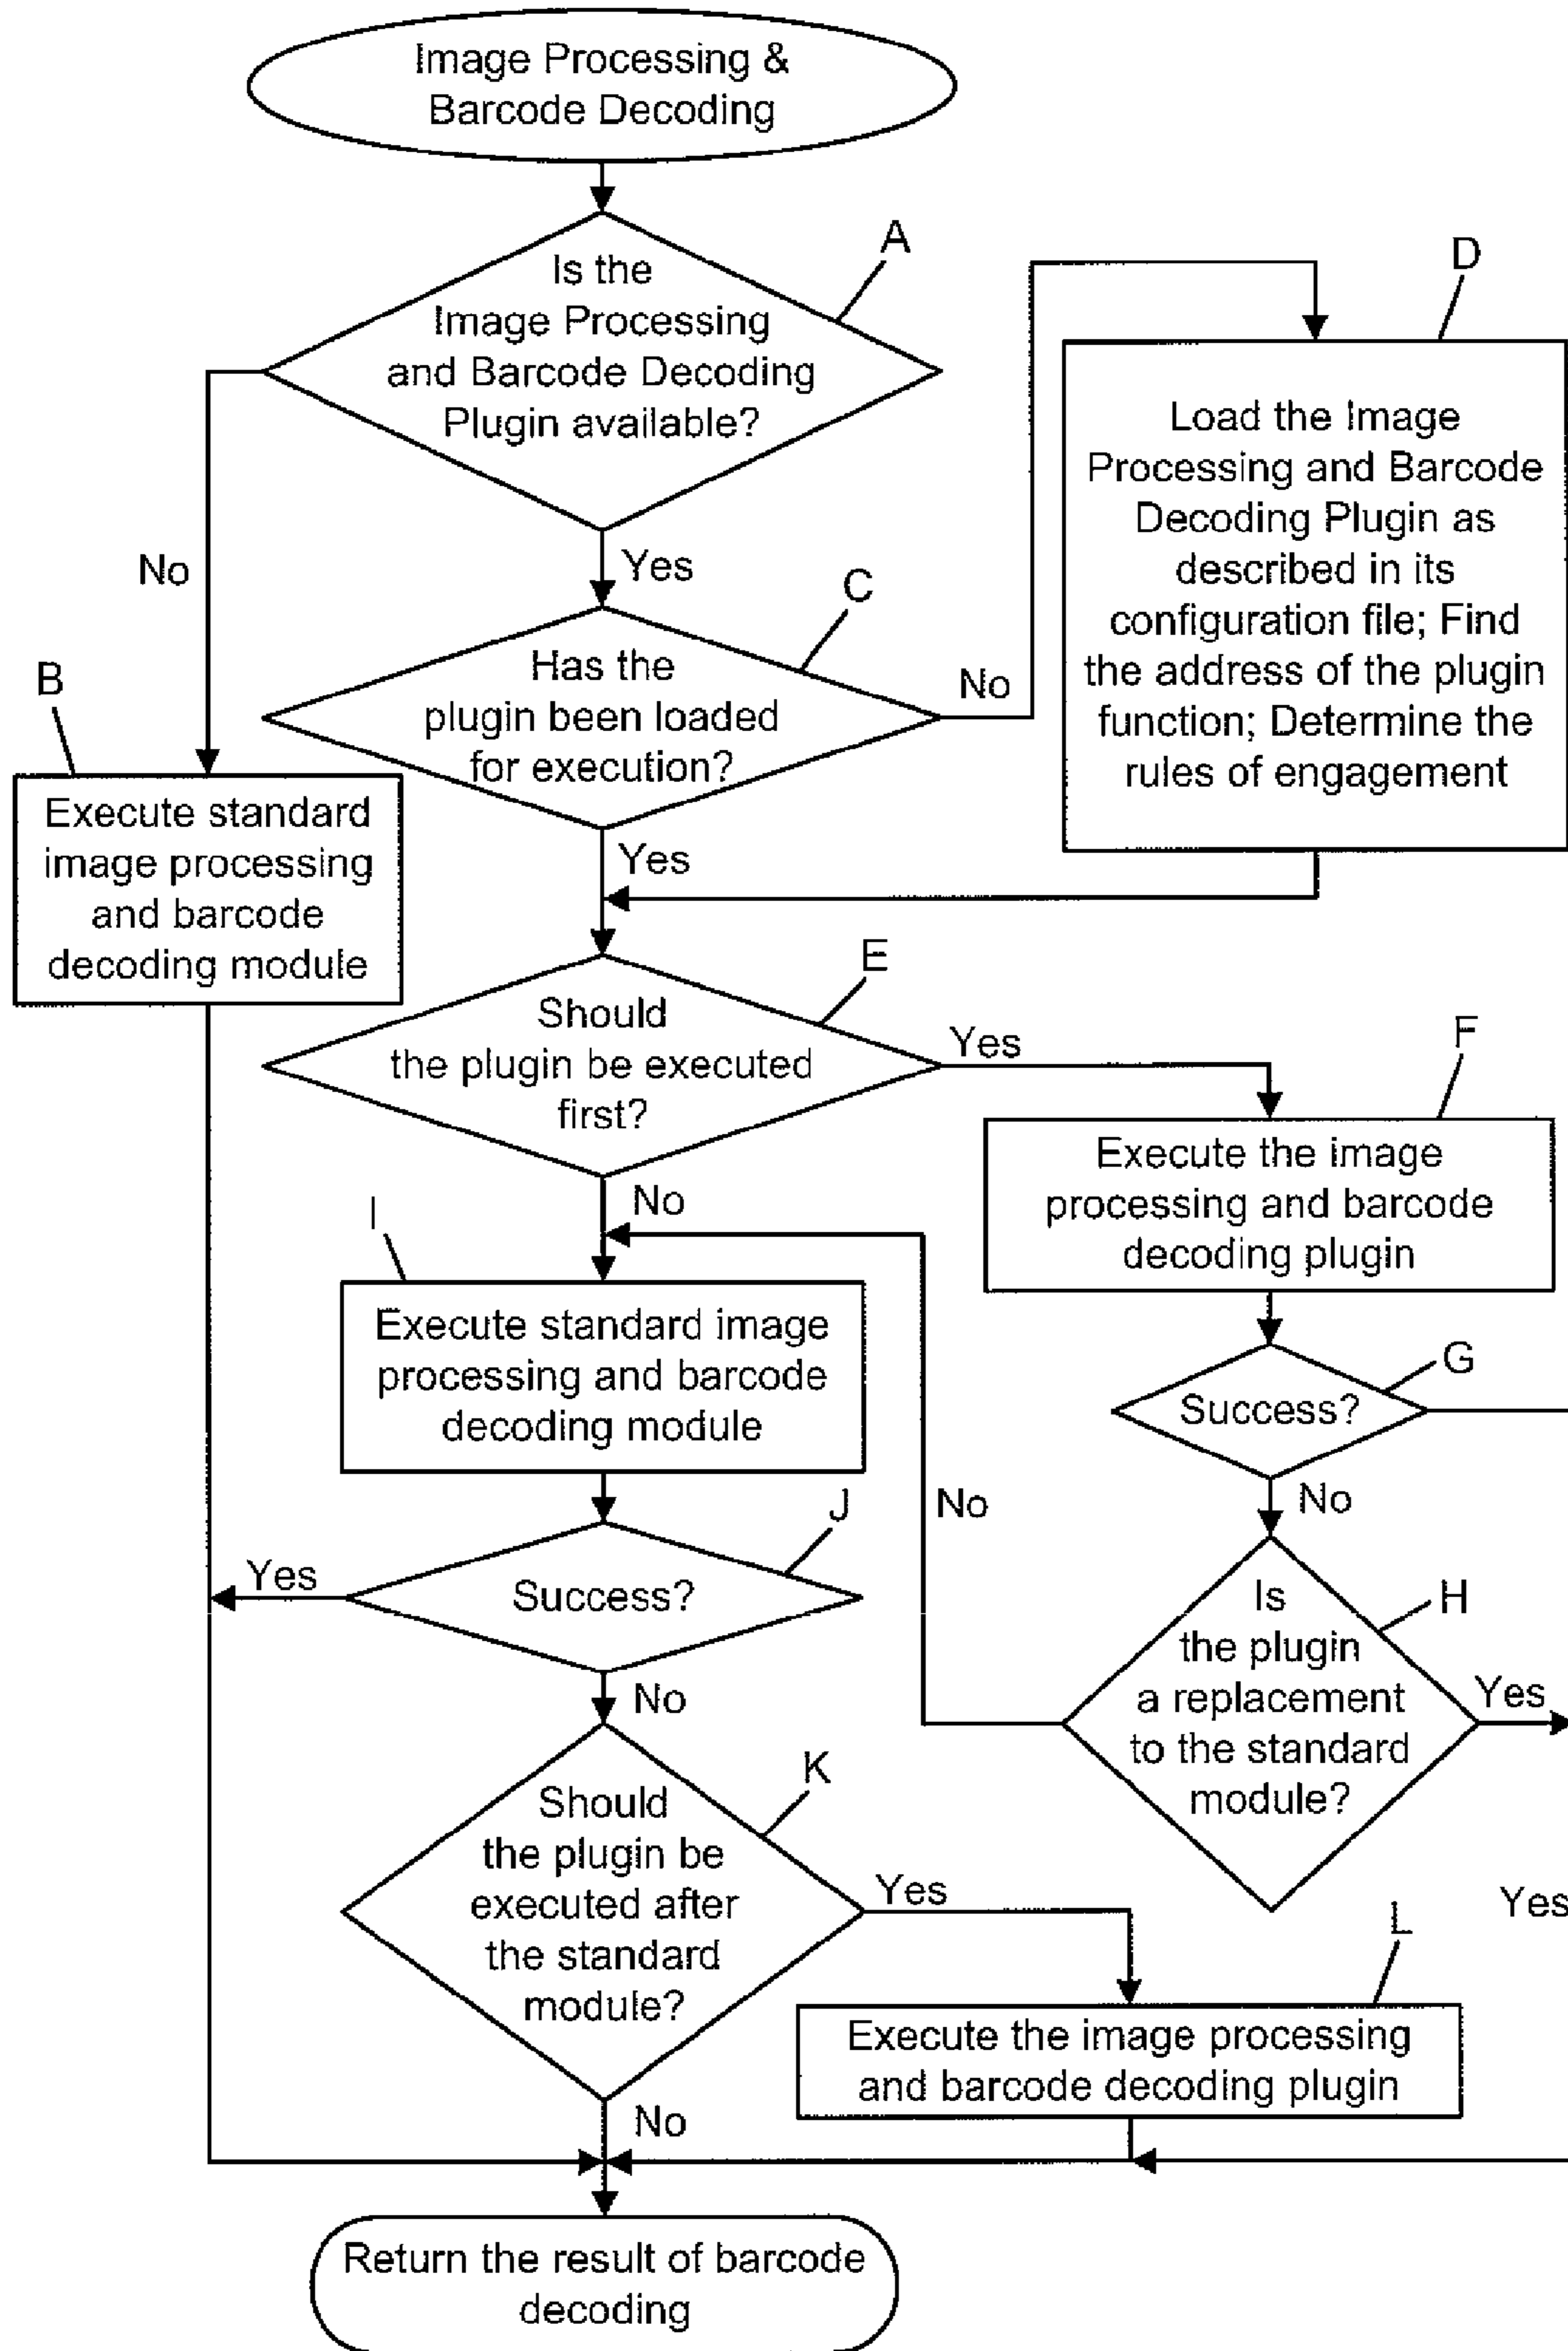 Image Processing &
Barcode Decoding
A
Is the
Image Processing
and Barcode Decoding
Plugin available?
No
Yes
D
Load the Image
Processing and Barcode
Decoding Plugin as
described in its
configuration file; Find
the address of the plugin
function; Determine the
rules of engagement
B
Execute standard
image processing
and barcode
decoding module
C
Has the
plugin been loaded
for execution?
No
Yes
E
Should
the plugin be executed
first?
Yes
No
F
Execute the image
processing and barcode
decoding plugin
I
Execute standard image
processing and barcode
decoding module
G
Success?
No
J
Success?
Yes
No
H
Is
the plugin
a replacement
to the standard
module?
No
Yes
Yes
K
Should
the plugin be
executed after
the standard
module?
Yes
No
L
Execute the image processing
and barcode decoding plugin
Return the result of barcode
decoding